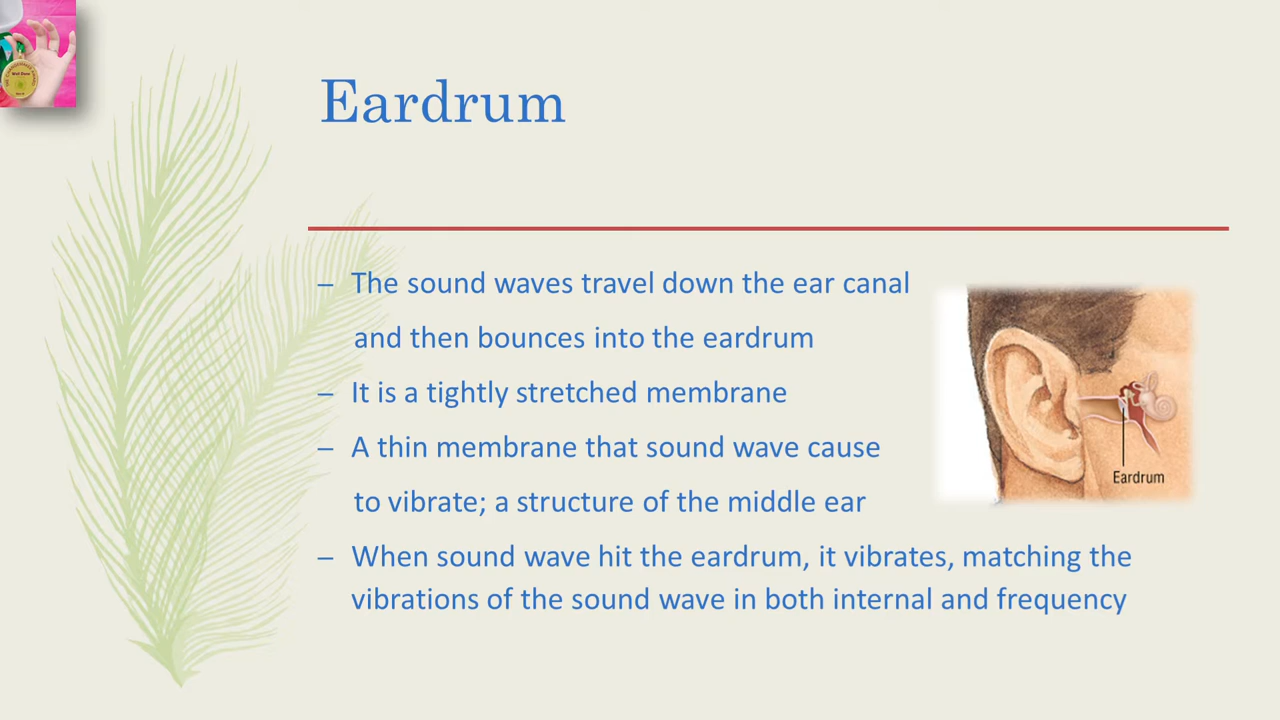 Eardrum
– The sound waves travel down the ear canal
and then bounces into the eardrum
– It is a tightly stretched membrane
– A thin membrane that sound wave cause
to vibrate; a structure of the middle ear
– When sound wave hit the eardrum, it vibrates, matching the
vibrations of the sound wave in both internal and frequency
Eardrum